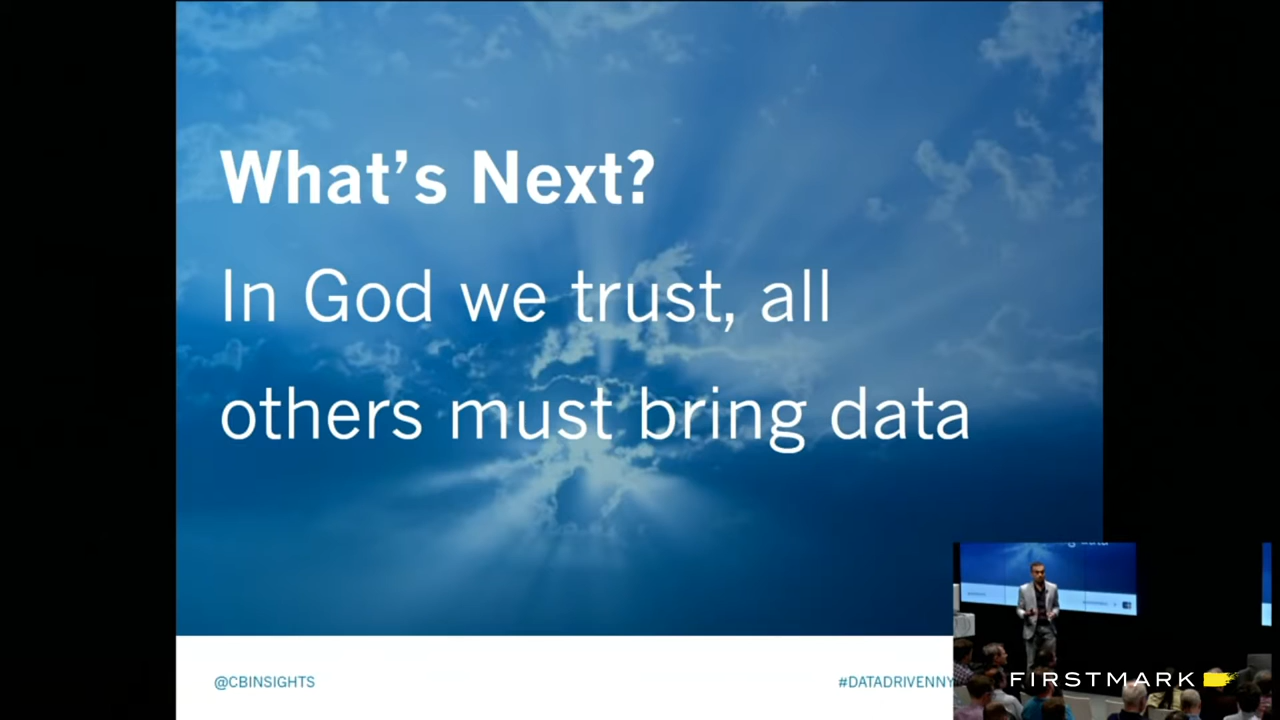 What's Next?
In God we trust, all
others must bring data
@CBINSIGHTS
#DATADRIVENNY
FIRSTMARK